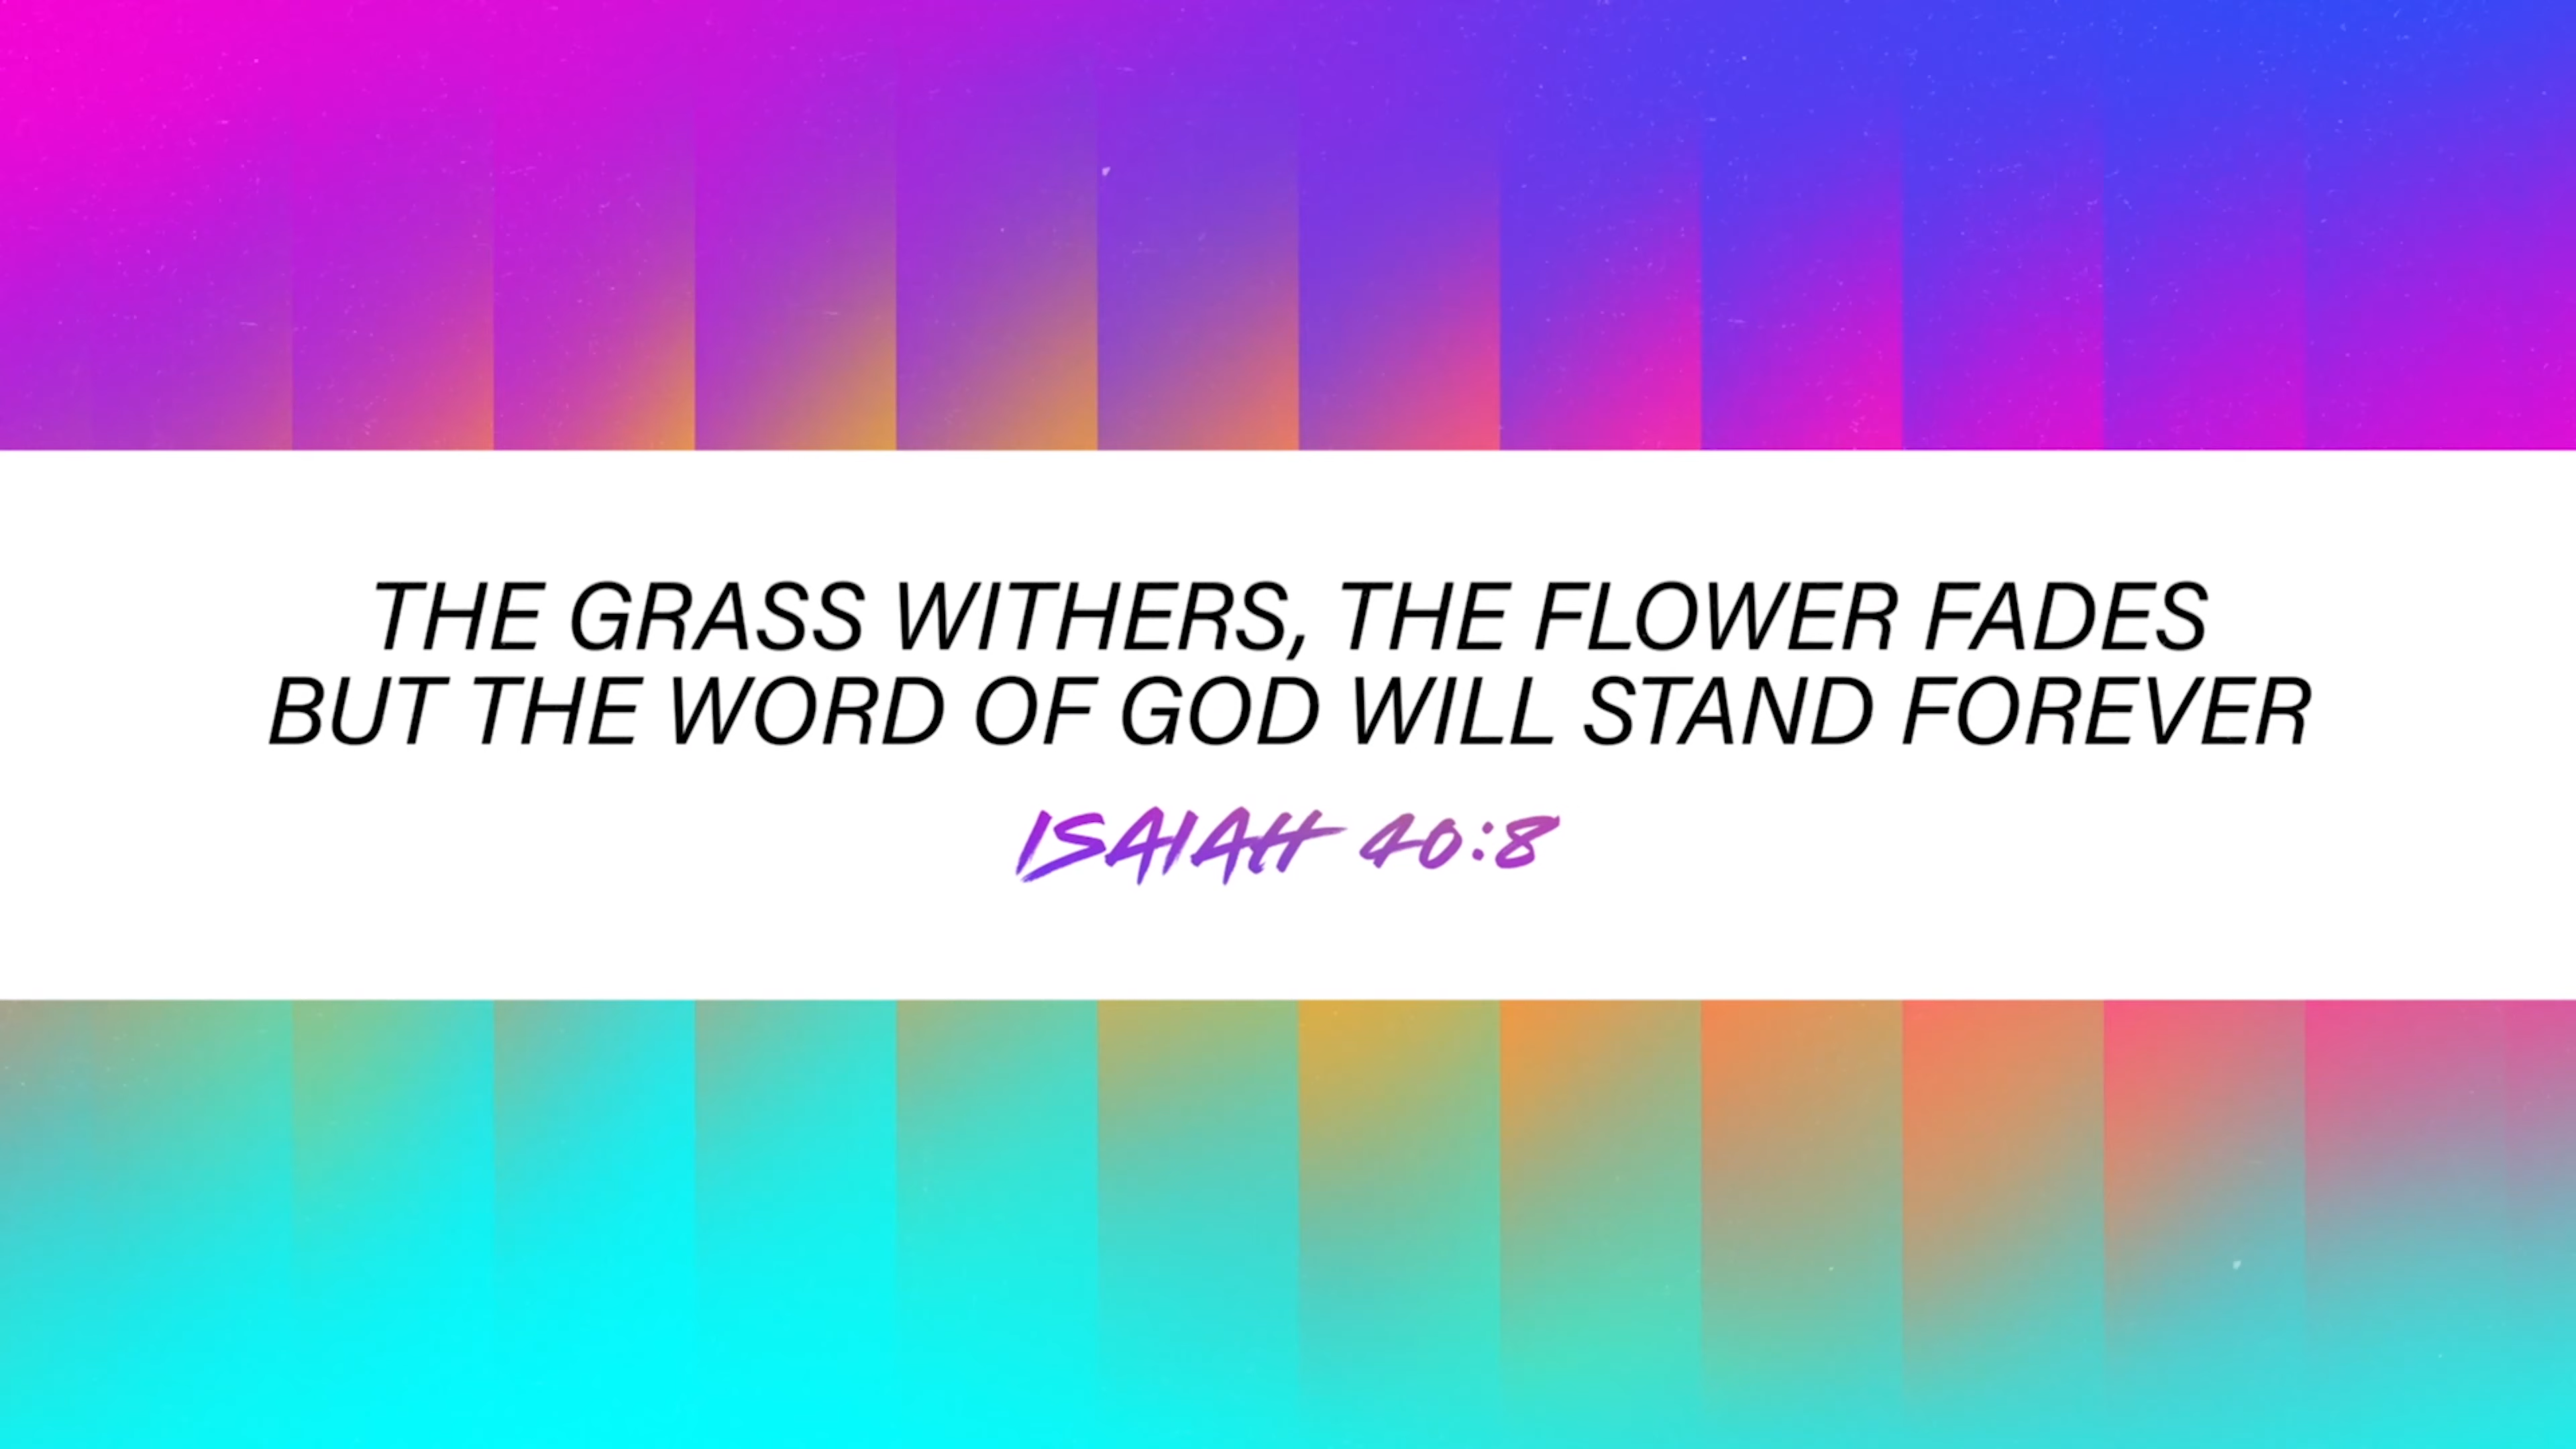 THE GRASS WITHERS, THE FLOWER FADES
BUT THE WORD OF GOD WILL STAND FOREVER
ISAIAH 40:8